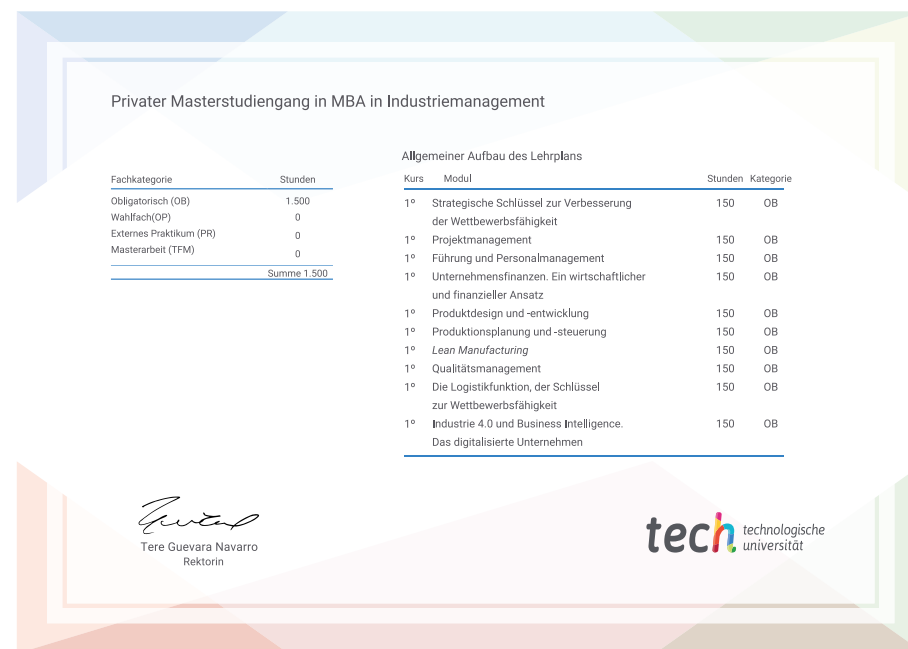 Privater Masterstudiengang in MBA in Industriemanagement
Fachkategorie Stunden
Obligatorisch (OB) 1.500
Wahlfach(OP) 0
Externes Praktikum (PR) 0
Masterarbeit (TFM) 0
Summe 1.500
Allgemeiner Aufbau des Lehrplans
Kurs Modul Stunden Kategorie
1º Strategische Schlüssel zur Verbesserung 150 OB
der Wettbewerbsfähigkeit
1º Projektmanagement 150 OB
1º Führung und Personalmanagement 150 OB
1º Unternehmensfinanzen. Ein wirtschaftlicher 150 OB
und finanzieller Ansatz
1º Produktdesign und -entwicklung 150 OB
1º Produktionsplanung und -steuerung 150 OB
1º Lean Manufacturing 150 OB
1º Qualitätsmanagement 150 OB
1º Die Logistikfunktion, der Schlüssel 150 OB
zur Wettbewerbsfähigkeit
1º Industrie 4.0 und Business Intelligence. 150 OB
Das digitalisierte Unternehmen
Tere Guevara Navarro
Rektorin
tech technologische
universität